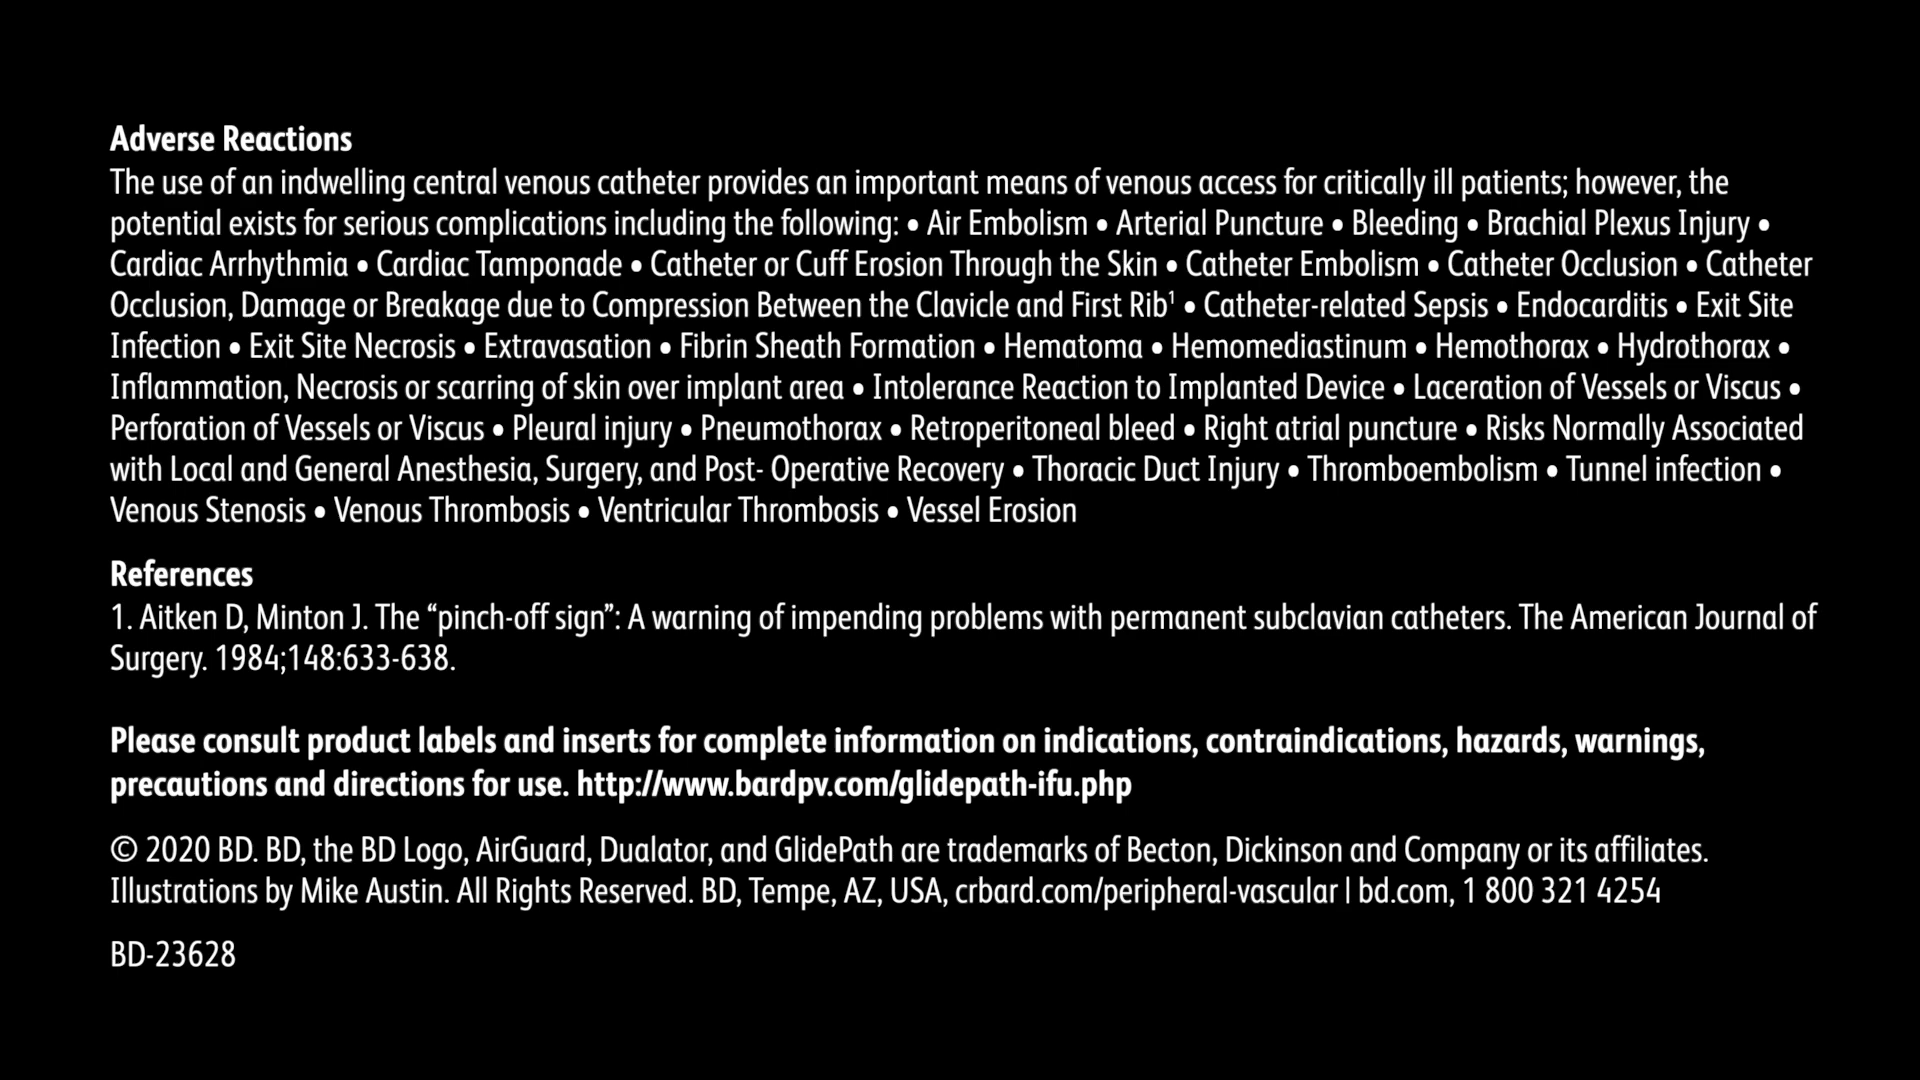 Adverse Reactions
The use of an indwelling central venous catheter provides an important means of venous access for critically ill patients; however, the
potential exists for serious complications including the following: • Air Embolism • Arterial Puncture • Bleeding • Brachial Plexus Injury •
Cardiac Arrhythmia • Cardiac Tamponade • Catheter or Cuff Erosion Through the Skin • Catheter Embolism • Catheter Occlusion • Catheter
Occlusion, Damage or Breakage due to Compression Between the Clavicle and First Rib¹ • Catheter-related Sepsis • Endocarditis • Exit Site
Infection • Exit Site Necrosis • Extravasation • Fibrin Sheath Formation • Hematoma • Hemomediastinum • Hemothorax • Hydrothorax •
Inflammation, Necrosis or scarring of skin over implant area • Intolerance Reaction to Implanted Device • Laceration of Vessels or Viscus •
Perforation of Vessels or Viscus • Pleural injury • Pneumothorax • Retroperitoneal bleed • Right atrial puncture • Risks Normally Associated
with Local and General Anesthesia, Surgery, and Post- Operative Recovery • Thoracic Duct Injury • Thromboembolism • Tunnel infection •
Venous Stenosis • Venous Thrombosis • Ventricular Thrombosis • Vessel Erosion
References
1. Aitken D, Minton J. The “pinch-off sign”: A warning of impending problems with permanent subclavian catheters. The American Journal of
Surgery. 1984;148:633-638.
Please consult product labels and inserts for complete information on indications, contraindications, hazards, warnings,
precautions and directions for use. http://www.bardpv.com/glidepath-ifu.php
© 2020 BD. BD, the BD Logo, AirGuard, Dualator, and GlidePath are trademarks of Becton, Dickinson and Company or its affiliates.
Illustrations by Mike Austin. All Rights Reserved. BD, Tempe, AZ, USA, crbard.com/peripheral-vascular | bd.com, 1 800 321 4254
BD-23628